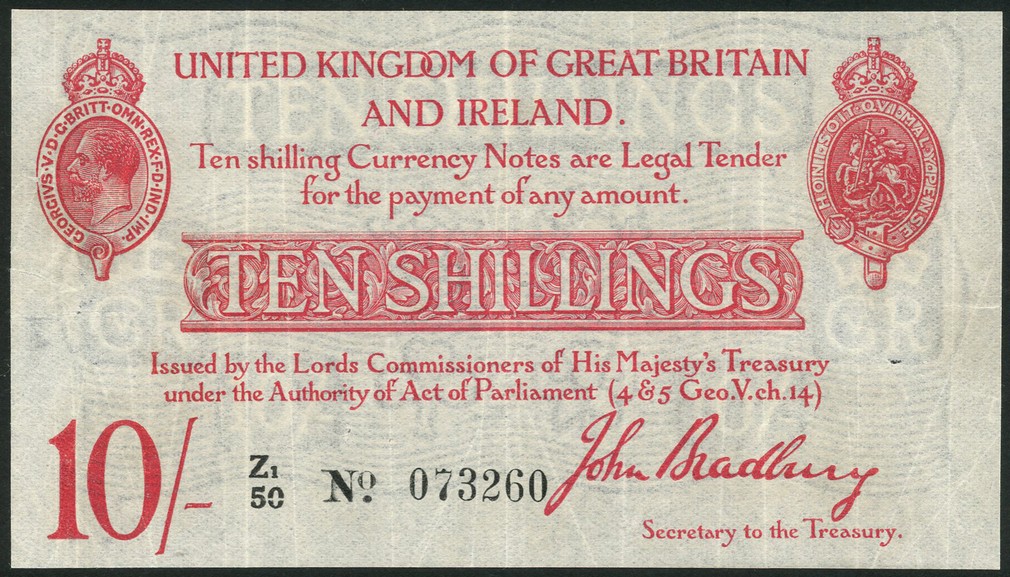 UNITED KINGDOM OF GREAT BRITAIN
AND IRELAND.
GEORGIVS·V·D·G·BRITT·OMN·REX·F·D·IND·IMP·
HONI·SOIT·QVI·MAL·Y·PENSE
Ten shilling Currency Notes are Legal Tender
for the payment of any amount.
TEN SHILLINGS
Issued by the Lords Commissioners of His Majesty's Treasury
under the Authority of Act of Parliament (4 & 5 Geo.V.ch.14)
10/-
Z1
50
No. 073260
John Bradbury
Secretary to the Treasury.